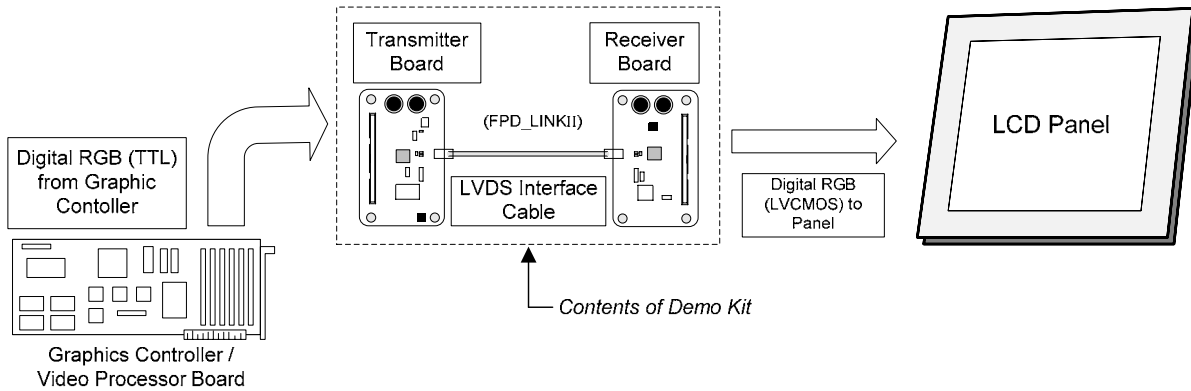 Transmitter
Board
Receiver
Board
(FPD_LINKII)
LVDS Interface
Cable
Digital RGB (TTL)
from Graphic
Contoller
Graphics Controller /
Video Processor Board
Digital RGB
(LVCMOS) to
Panel
LCD Panel
Contents of Demo Kit